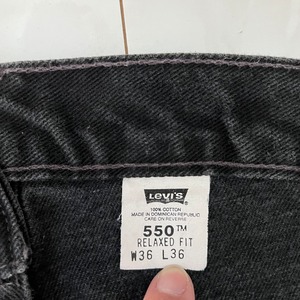 LEVI'S
100% COTTON
MADE IN DOMINICAN REPUBLIC
CARE ON REVERSE
550™
RELAXED FIT
W36 L36